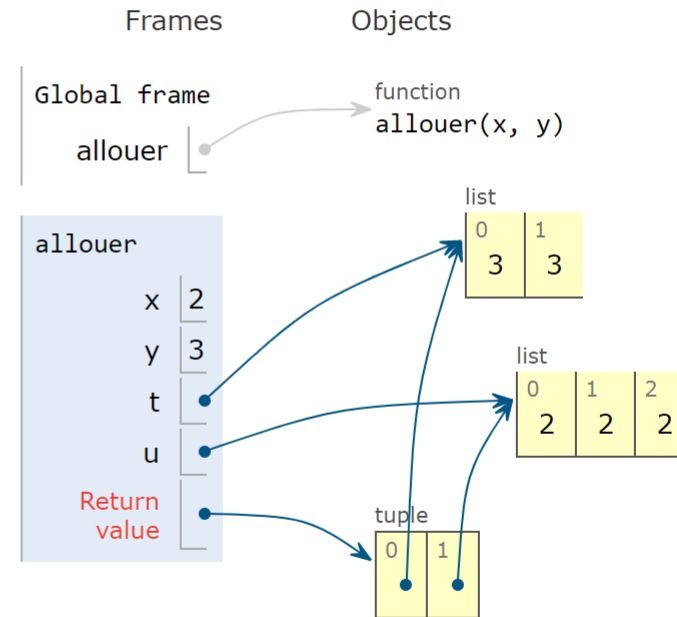 Frames Objects
Global frame
function
allouer(x, y)
allouer
list
0 1
3 3
allouer
x 2
y 3
t
list
0 1 2
2 2 2
u
Return
value
tuple
0 1